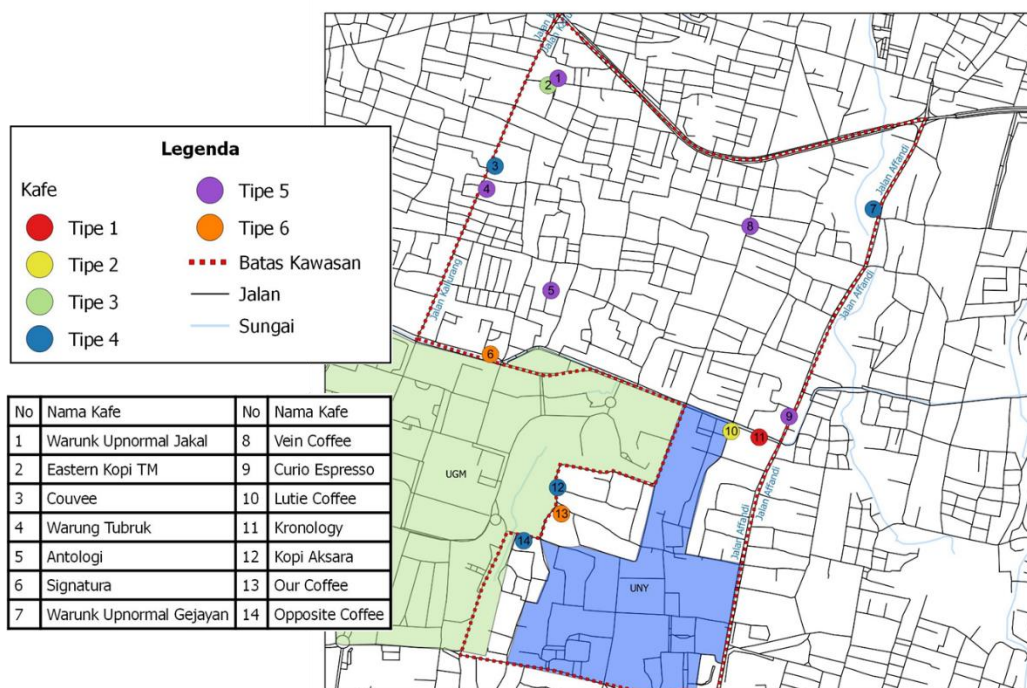 Legenda
Kafe
Tipe 1
Tipe 2
Tipe 3
Tipe 4
Tipe 5
Tipe 6
Batas Kawasan
Jalan
Sungai
No Nama Kafe No Nama Kafe
1 Warunk Upnormal Jakal 8 Vein Coffee
2 Eastern Kopi TM 9 Curio Espresso
3 Couvee 10 Lutie Coffee
4 Warung Tubruk 11 Kronology
5 Antologi 12 Kopi Aksara
6 Signatura 13 Our Coffee
7 Warunk Upnormal Gejayan 14 Opposite Coffee
Jalan
Jalan
1
2
3
4
Jalan Kaliurang
5
6
7
8
Jalan Affandi
Jalan Affandi
9
10
11
UGM
12
13
14
Jalan Affandi
Jalan Affandi
UNY